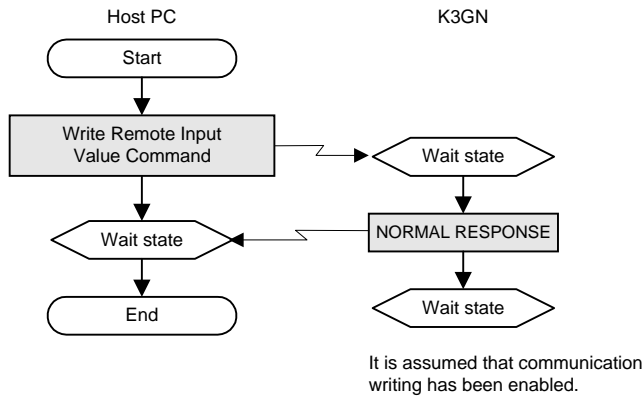 Host PC
K3GN
Start
Write Remote Input
Value Command
Wait state
Wait state
NORMAL RESPONSE
End
Wait state
It is assumed that communication
writing has been enabled.